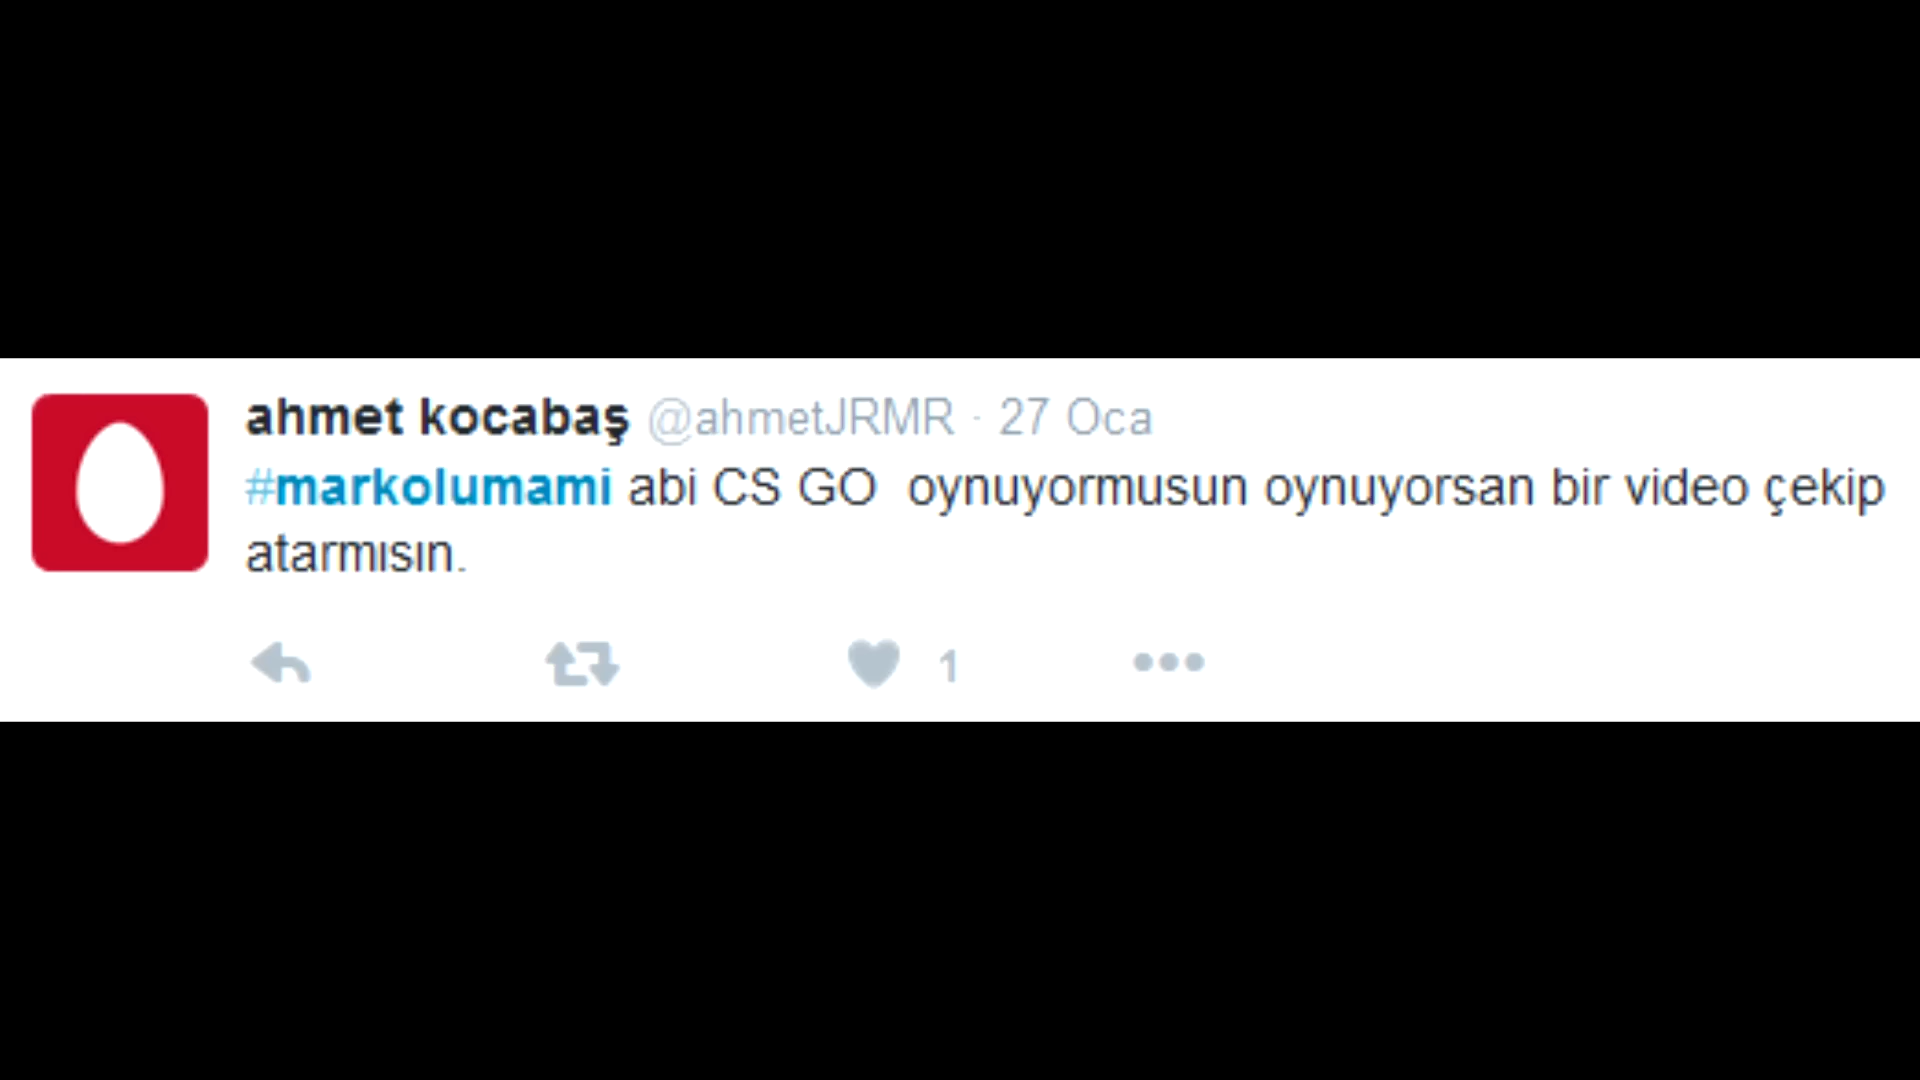 ahmet kocabaş @ahmetJRMR · 27 Oca
#markolumami abi CS GO  oynuyormusun oynuyorsan bir video çekip
atarmısın.
1